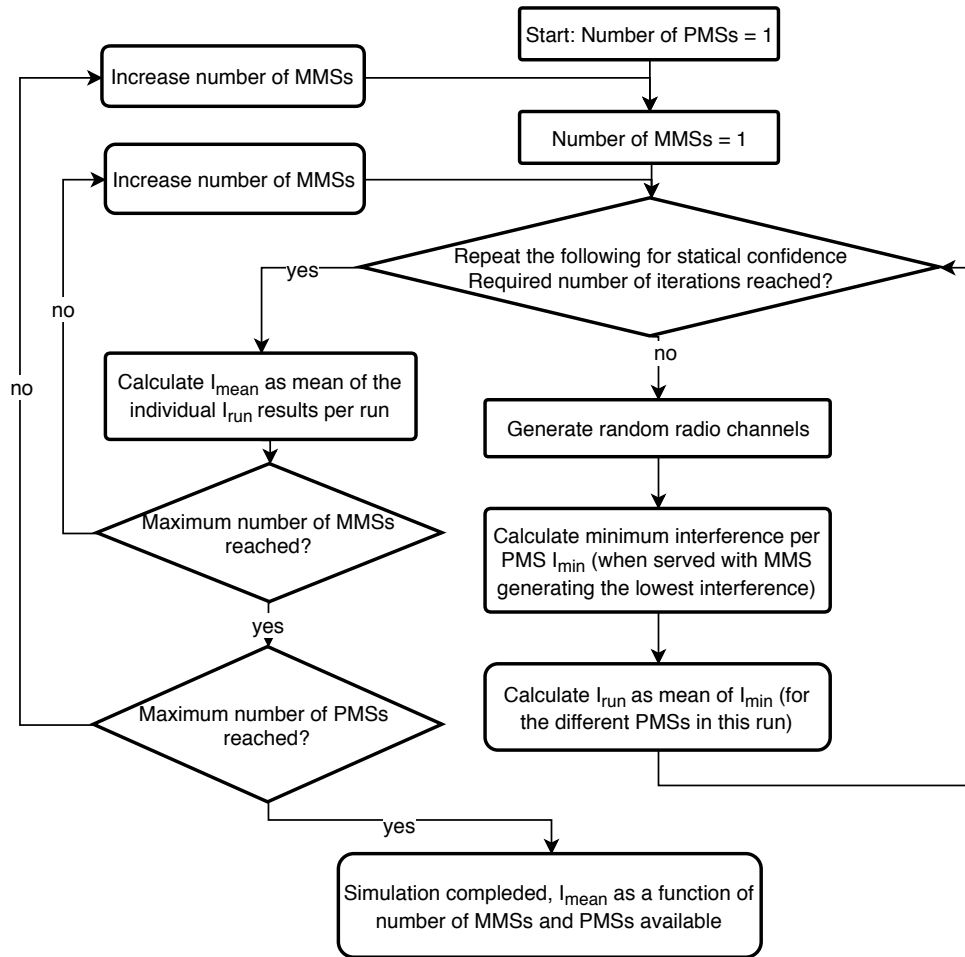 Start: Number of PMSs = 1
Increase number of MMSs
Number of MMSs = 1
Increase number of MMSs
Repeat the following for statical confidence
Required number of iterations reached?
yes
no
no
no
Calculate I_mean as mean of the
individual I_run results per run
Generate random radio channels
Maximum number of MMSs
reached?
Calculate minimum interference per
PMS I_min (when served with MMS
generating the lowest interference)
yes
Maximum number of PMSs
reached?
Calculate I_run as mean of I_min (for
the different PMSs in this run)
yes
Simulation compleded, I_mean as a function of
number of MMSs and PMSs available